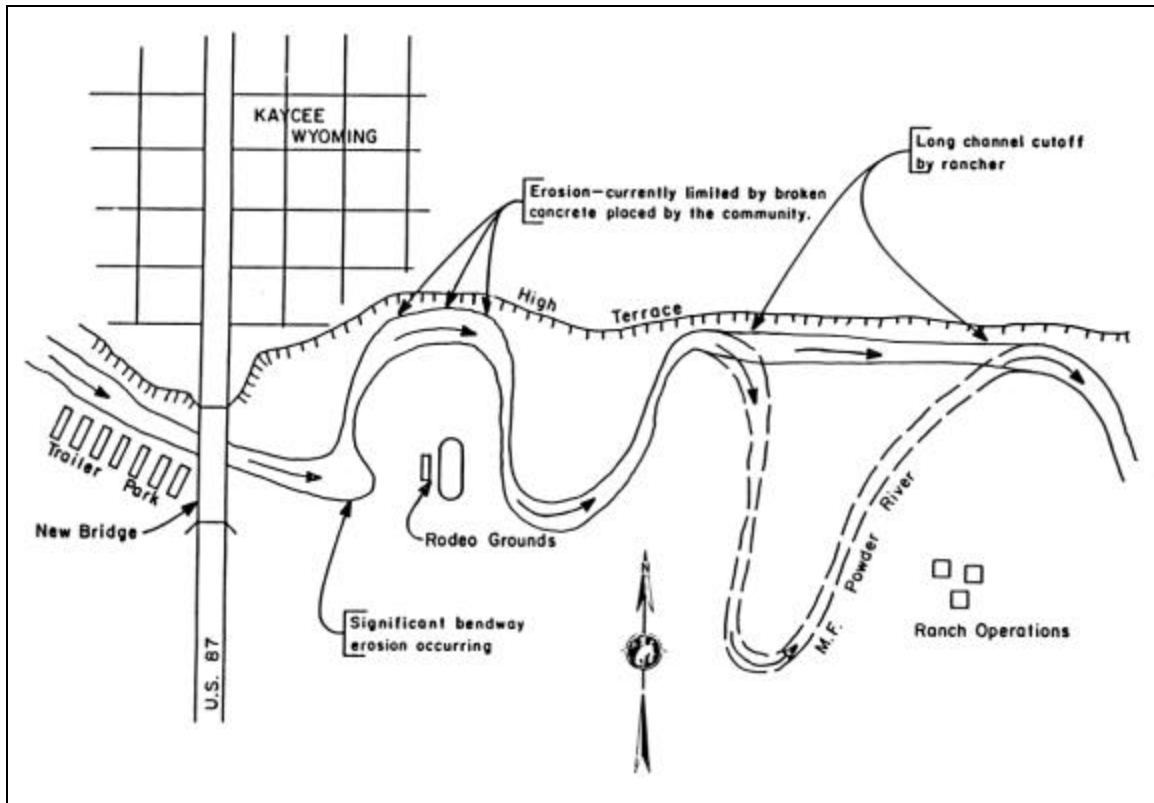 KAYCEE
WYOMING
Long channel cutoff
by rancher
Erosion—currently limited by broken
concrete placed by the community.
High
Terrace
Trailer
Park
New Bridge
Rodeo Grounds
Significant bendway
erosion occurring
U.S. 87
N
M.F. Powder River
Ranch Operations